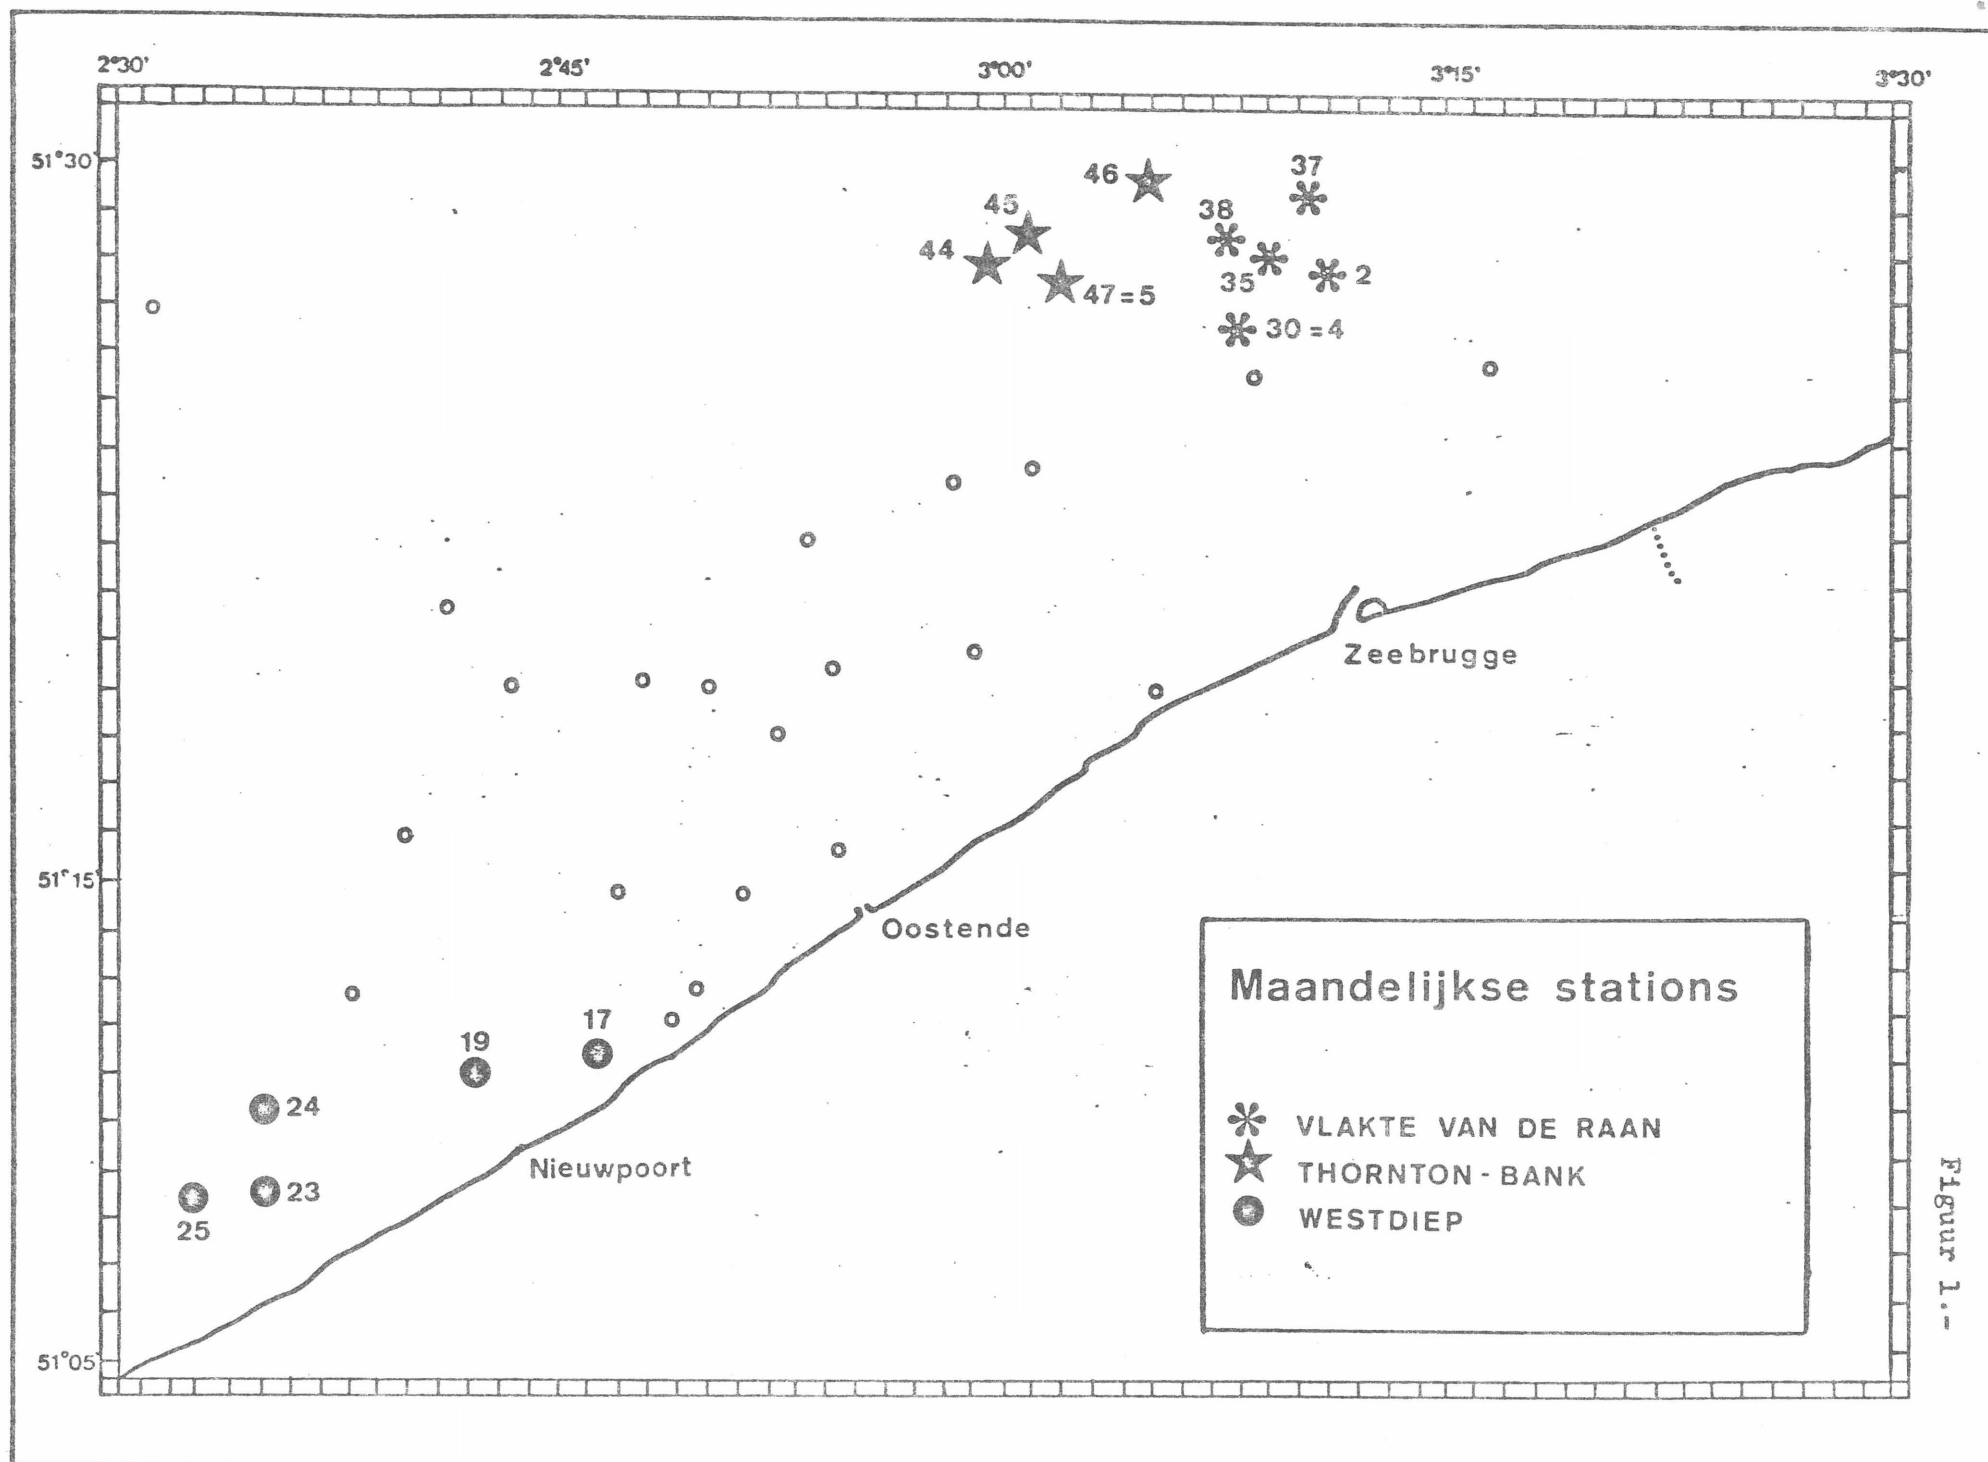 2°30'
2°45'
3°00'
3°15'
3°30'
51°30'
46
37
45
38
44
35
2
47=5
30=4
Zeebrugge
51°15'
Oostende
Maandelijkse stations
17
19
24
VLAKTE VAN DE RAAN
Nieuwpoort
THORNTON-BANK
23
25
WESTDIEP
51°05'
Figuur 1.-